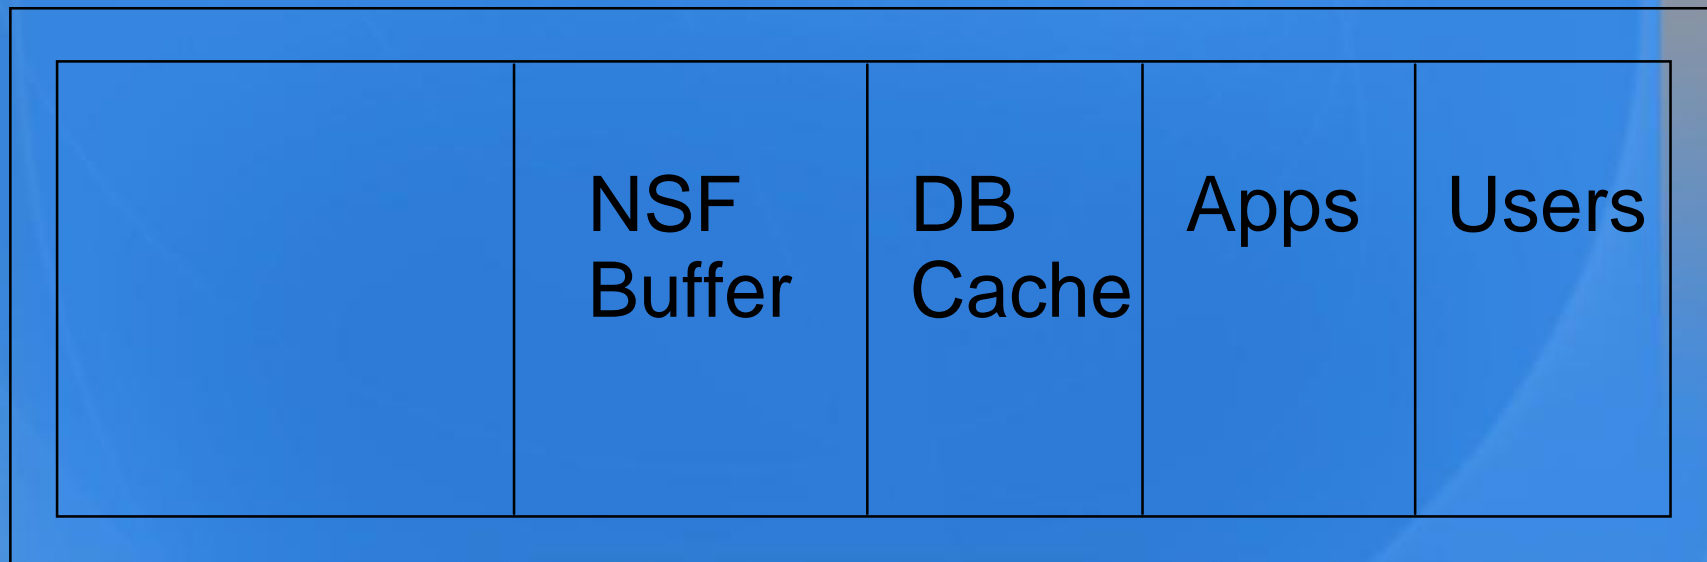 NSF
Buffer
DB
Cache
Apps
Users